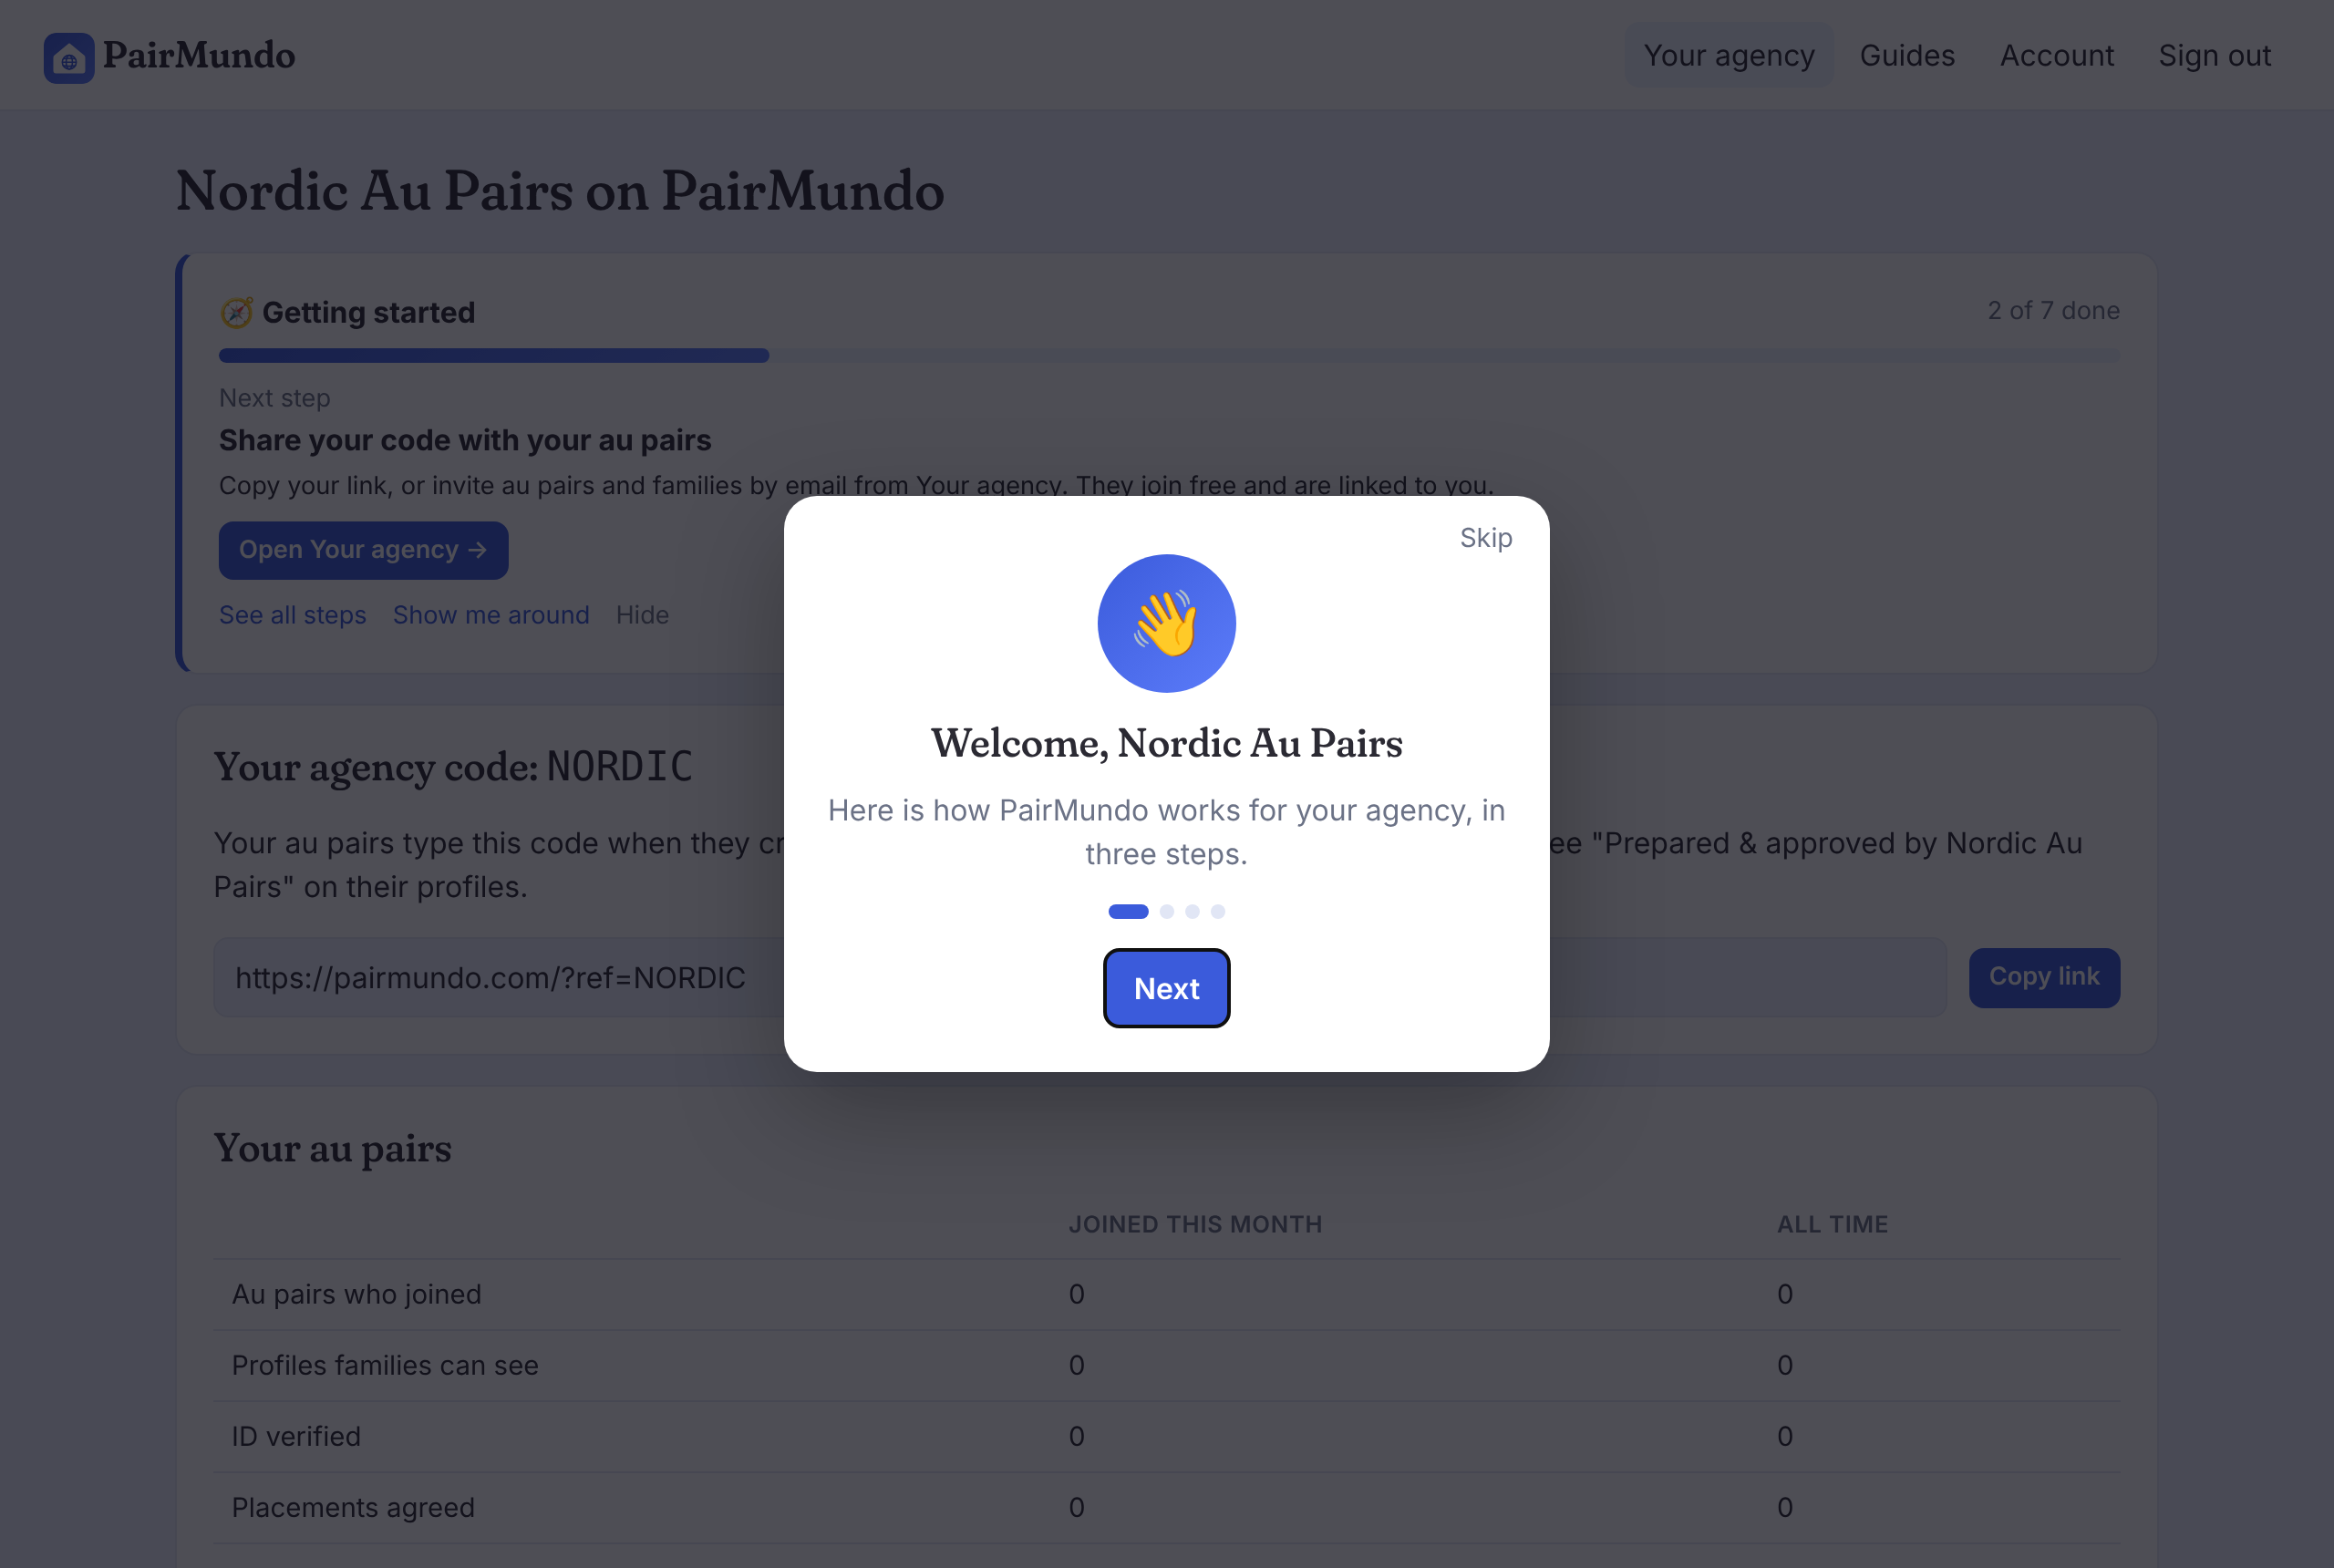 PairMundo
Your agency
Guides
Account
Sign out
Nordic Au Pairs on PairMundo
Getting started
2 of 7 done
Next step
Share your code with your au pairs
Copy your link, or invite au pairs and families by email from Your agency. They join free and are linked to you.
Open Your agency →
See all steps
Show me around
Hide
Skip
Welcome, Nordic Au Pairs
Here is how PairMundo works for your agency, in
three steps.
Next
Your agency code: NORDIC
Your au pairs type this code when they
"Prepared & approved by Nordic Au
Pairs" on their profiles.
https://pairmundo.com/?ref=NORDIC
Copy link
Your au pairs
JOINED THIS MONTH
ALL TIME
Au pairs who joined
0
0
Profiles families can see
0
0
ID verified
0
0
Placements agreed
0
0